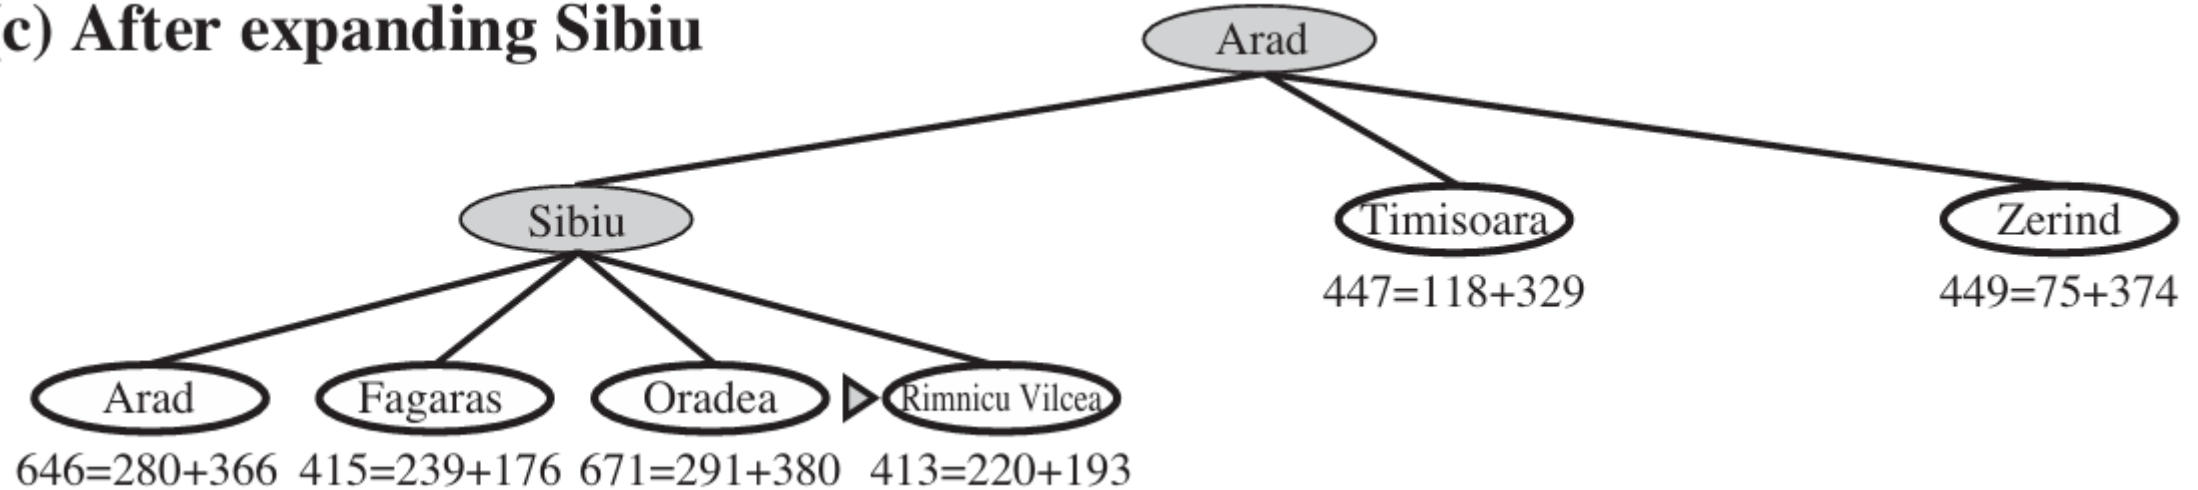 (c) After expanding Sibiu
Arad
Sibiu
Timisoara
Zerind
447=118+329
449=75+374
Arad
Fagaras
Oradea
Rimnicu Vilcea
646=280+366
415=239+176
671=291+380
413=220+193